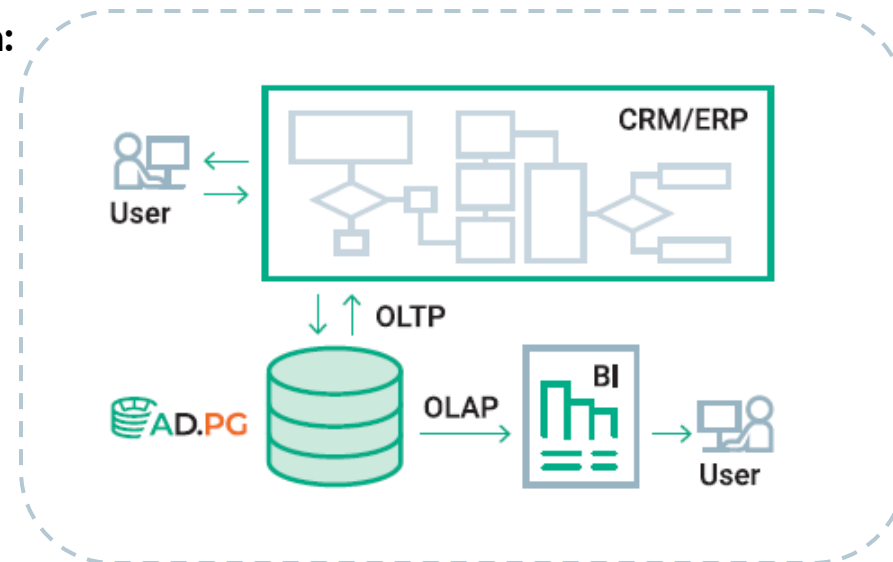 CRM/ERP
User
OLTP
AD.PG
OLAP
BI
User